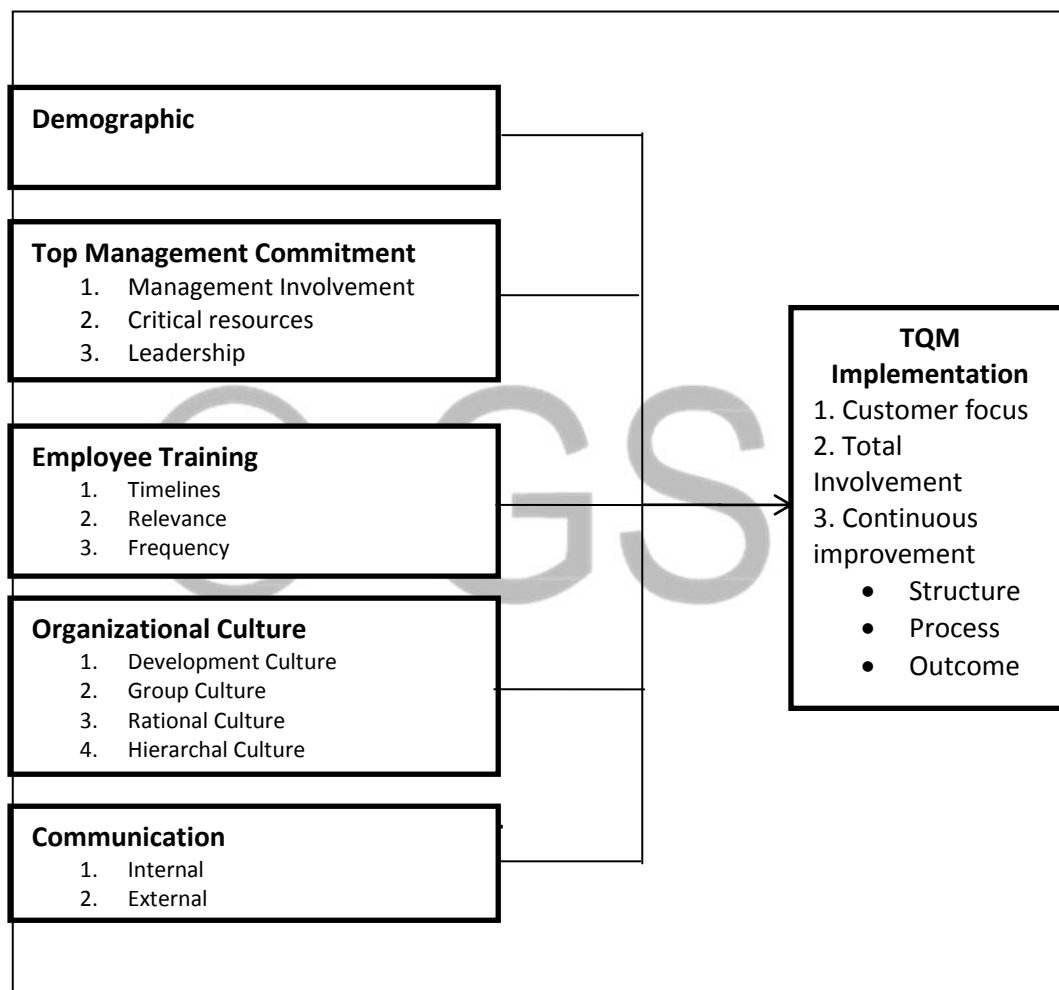 Demographic
Top Management Commitment
1. Management Involvement
2. Critical resources
3. Leadership
Employee Training
1. Timelines
2. Relevance
3. Frequency
Organizational Culture
1. Development Culture
2. Group Culture
3. Rational Culture
4. Hierarchal Culture
Communication
1. Internal
2. External
TQM
Implementation
1. Customer focus
2. Total
Involvement
3. Continuous
improvement
• Structure
• Process
• Outcome
GS